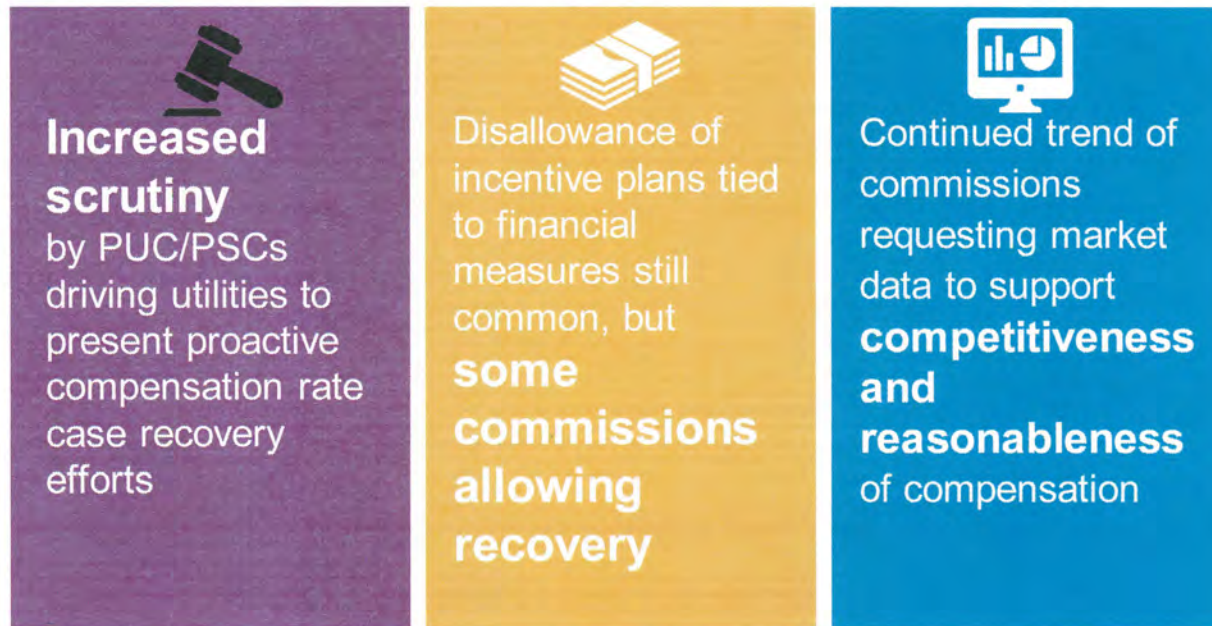 Increased
scrutiny
by PUC/PSCs
driving utilities to
present proactive
compensation rate
case recovery
efforts
Disallowance of
incentive plans tied
to financial
measures still
common, but
some
commissions
allowing
recovery
Continued trend of
commissions
requesting market
data to support
competitiveness
and
reasonableness
of compensation